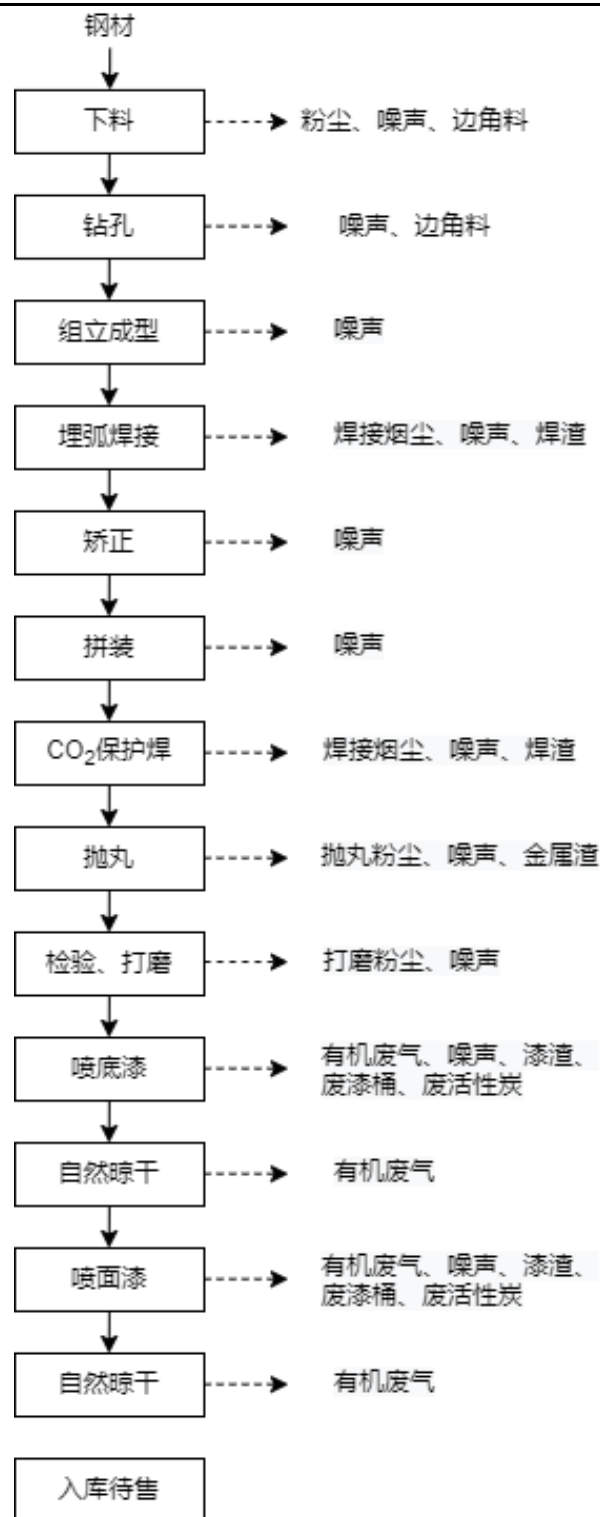 钢材
下料
粉尘、噪声、边角料
钻孔
噪声、边角料
组立成型
噪声
埋弧焊接
焊接烟尘、噪声、焊渣
矫正
噪声
拼装
噪声
CO₂保护焊
焊接烟尘、噪声、焊渣
抛丸
抛丸粉尘、噪声、金属渣
检验、打磨
打磨粉尘、噪声
喷底漆
有机废气、噪声、漆渣、
废漆桶、废活性炭
自然晾干
有机废气
喷面漆
有机废气、噪声、漆渣、
废漆桶、废活性炭
自然晾干
有机废气
入库待售